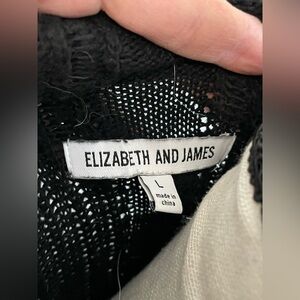 ELIZABETH AND JAMES
L
made in
china